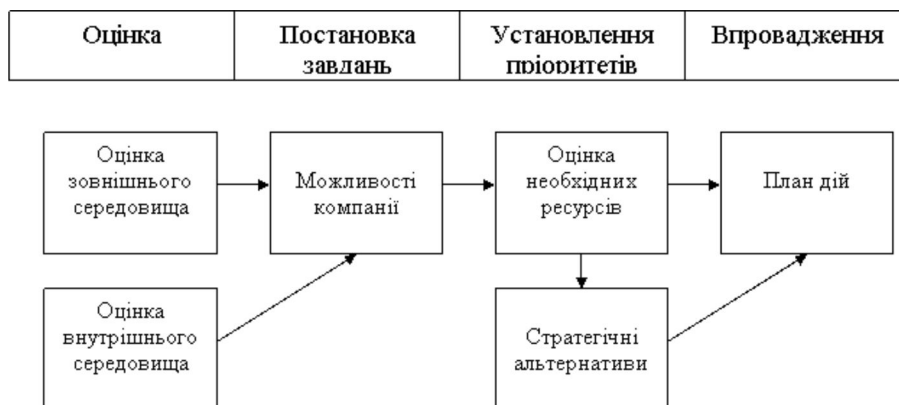 Оцінка
Постановка
завдань
Установлення
пріоритетів
Впровадження
Оцінка
зовнішнього
середовища
Можливості
компанії
Оцінка
необхідних
ресурсів
План дій
Оцінка
внутрішнього
середовища
Стратегічні
альтернативи